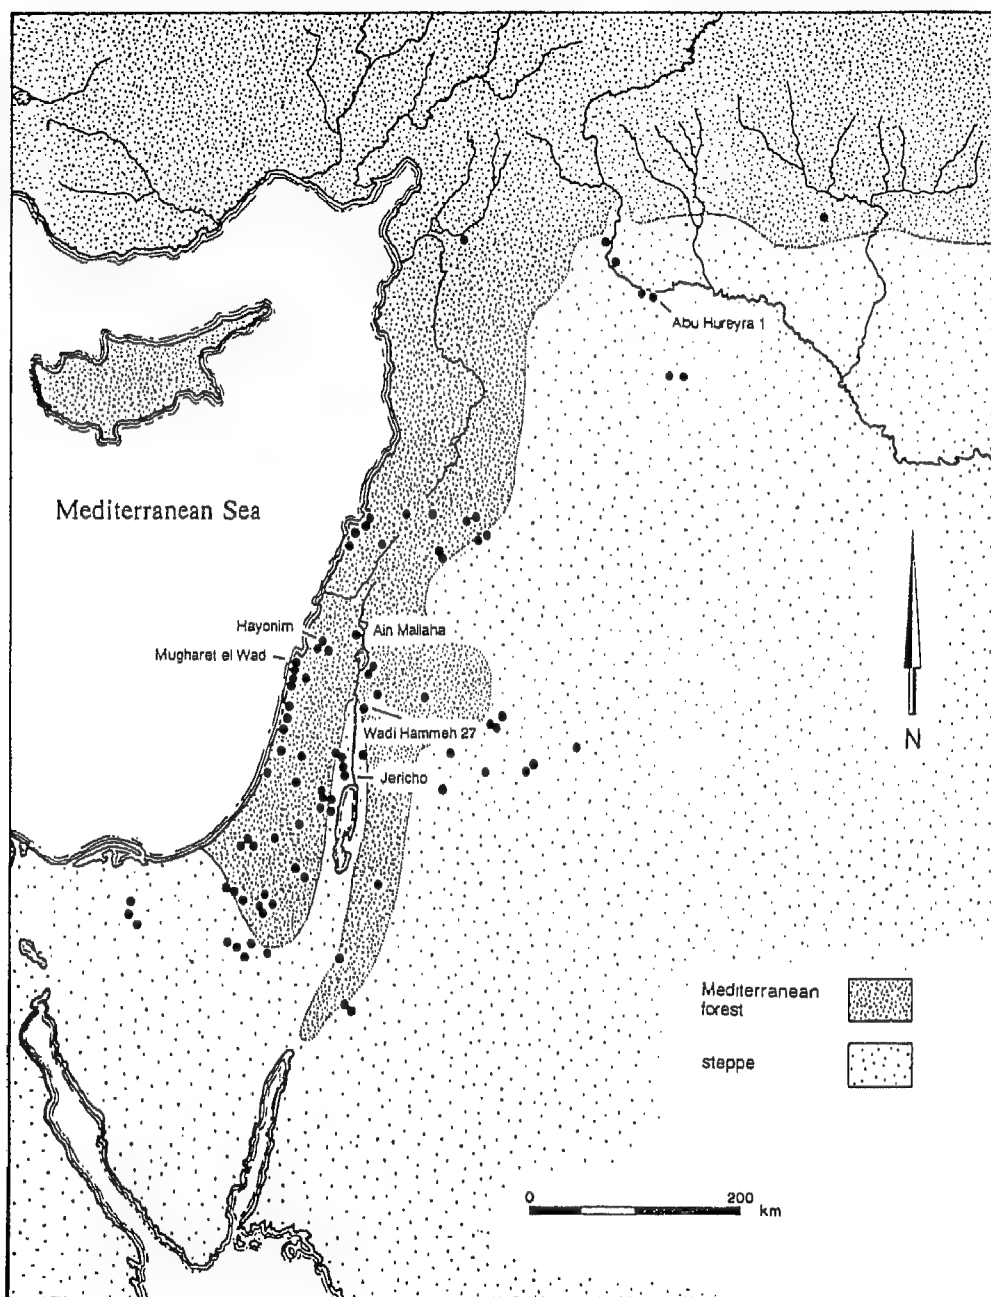 Abu Hureyra 1
Mediterranean Sea
Hayonim
Ain Mallaha
Mugharet el Wad
Wadi Hammeh 27
Jericho
N
Mediterranean
forest
steppe
0 200
km